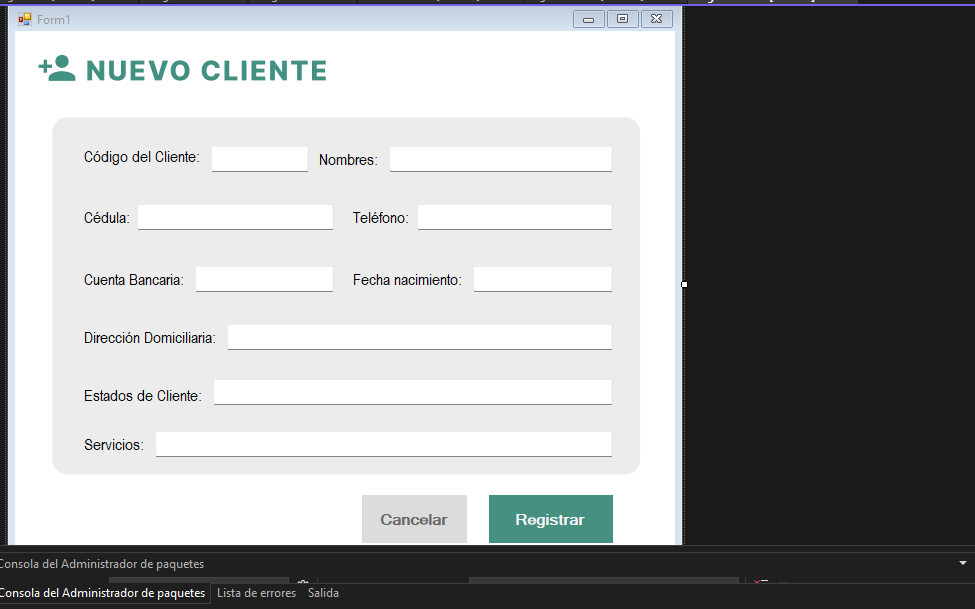 Form1
NUEVO CLIENTE
Código del Cliente: Nombres:
Cédula: Teléfono:
Cuenta Bancaria: Fecha nacimiento:
Dirección Domiciliaria:
Estados de Cliente:
Servicios:
Cancelar Registrar
Consola del Administrador de paquetes
Consola del Administrador de paquetes Lista de errores Salida